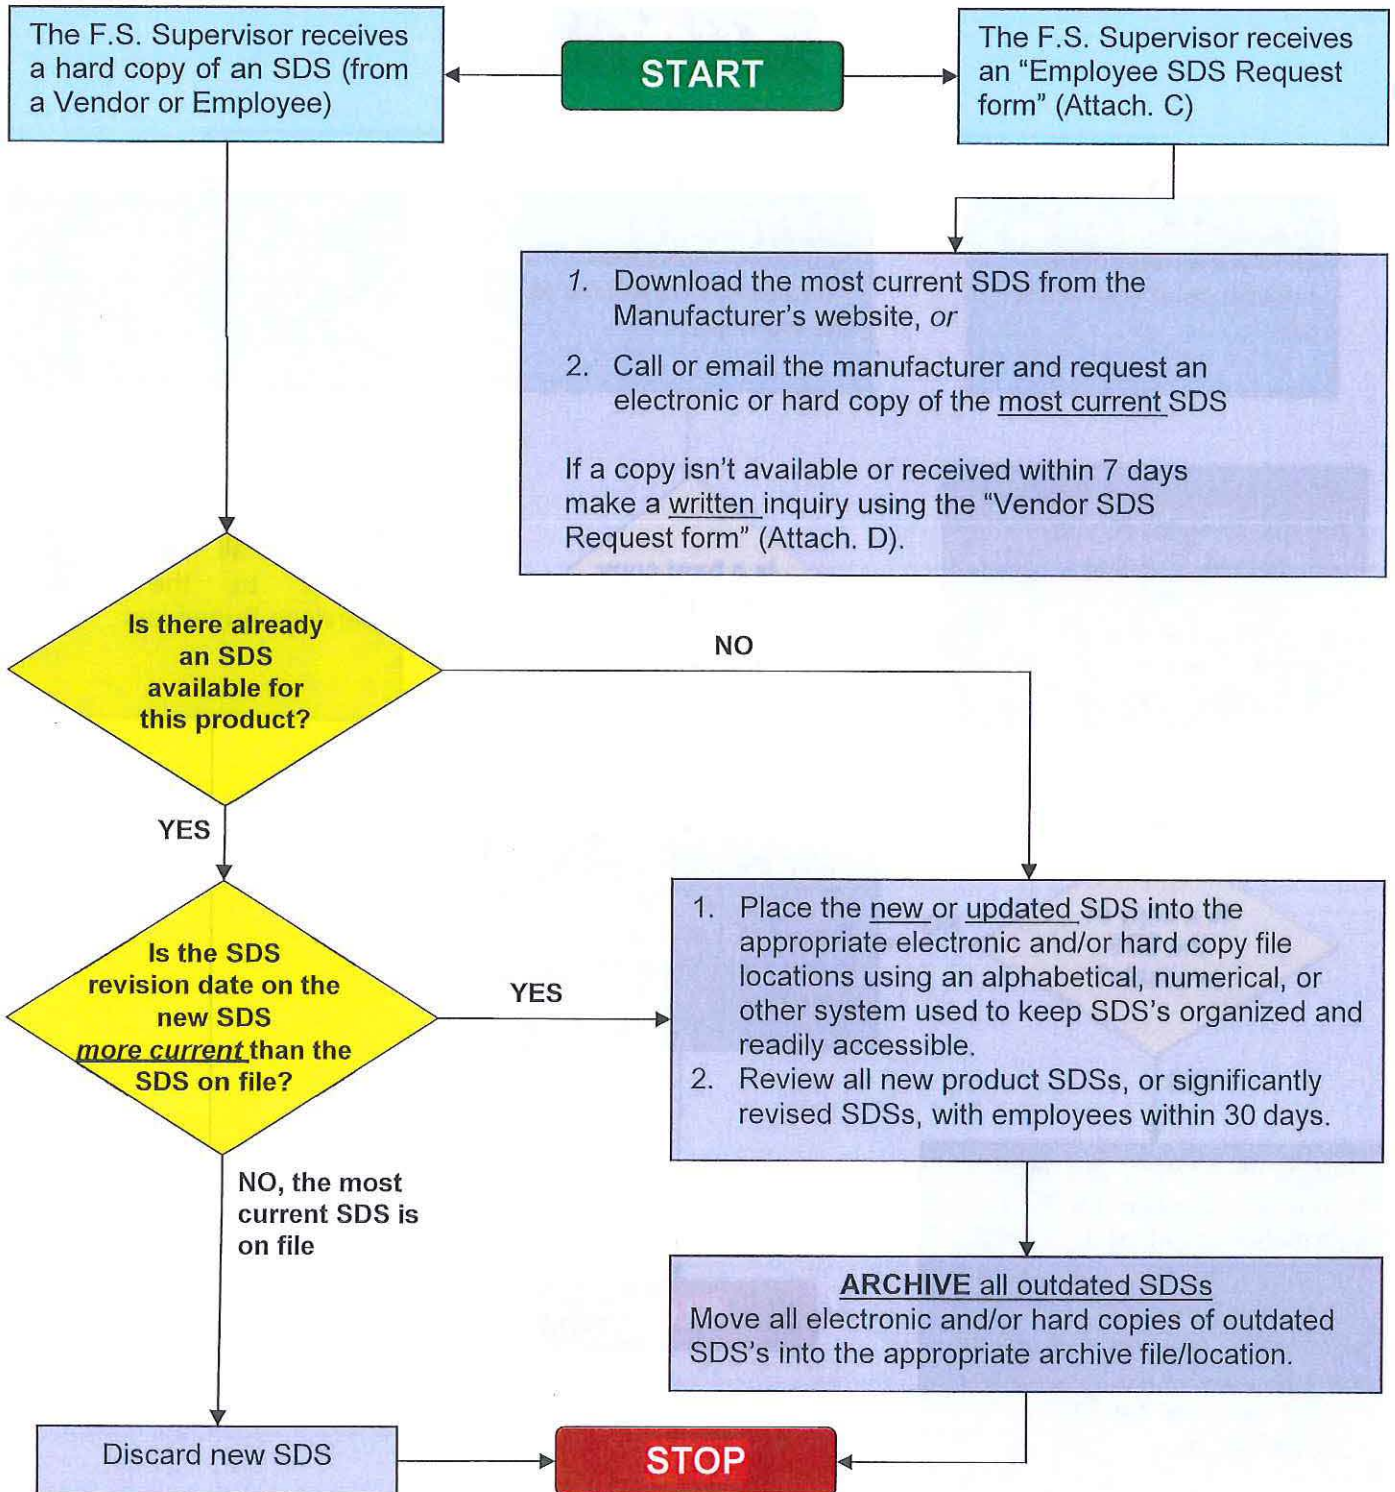 The F.S. Supervisor receives
a hard copy of an SDS (from
a Vendor or Employee)
START
The F.S. Supervisor receives
an “Employee SDS Request
form” (Attach. C)
1. Download the most current SDS from the
Manufacturer’s website, or
2. Call or email the manufacturer and request an
electronic or hard copy of the most current SDS
If a copy isn’t available or received within 7 days
make a written inquiry using the “Vendor SDS
Request form” (Attach. D).
Is there already
an SDS
available for
this product?
NO
YES
Is the SDS
revision date on the
new SDS
more current than the
SDS on file?
YES
1. Place the new or updated SDS into the
appropriate electronic and/or hard copy file
locations using an alphabetical, numerical, or
other system used to keep SDS’s organized and
readily accessible.
2. Review all new product SDSs, or significantly
revised SDSs, with employees within 30 days.
NO, the most
current SDS is
on file
ARCHIVE all outdated SDSs
Move all electronic and/or hard copies of outdated
SDS’s into the appropriate archive file/location.
Discard new SDS
STOP